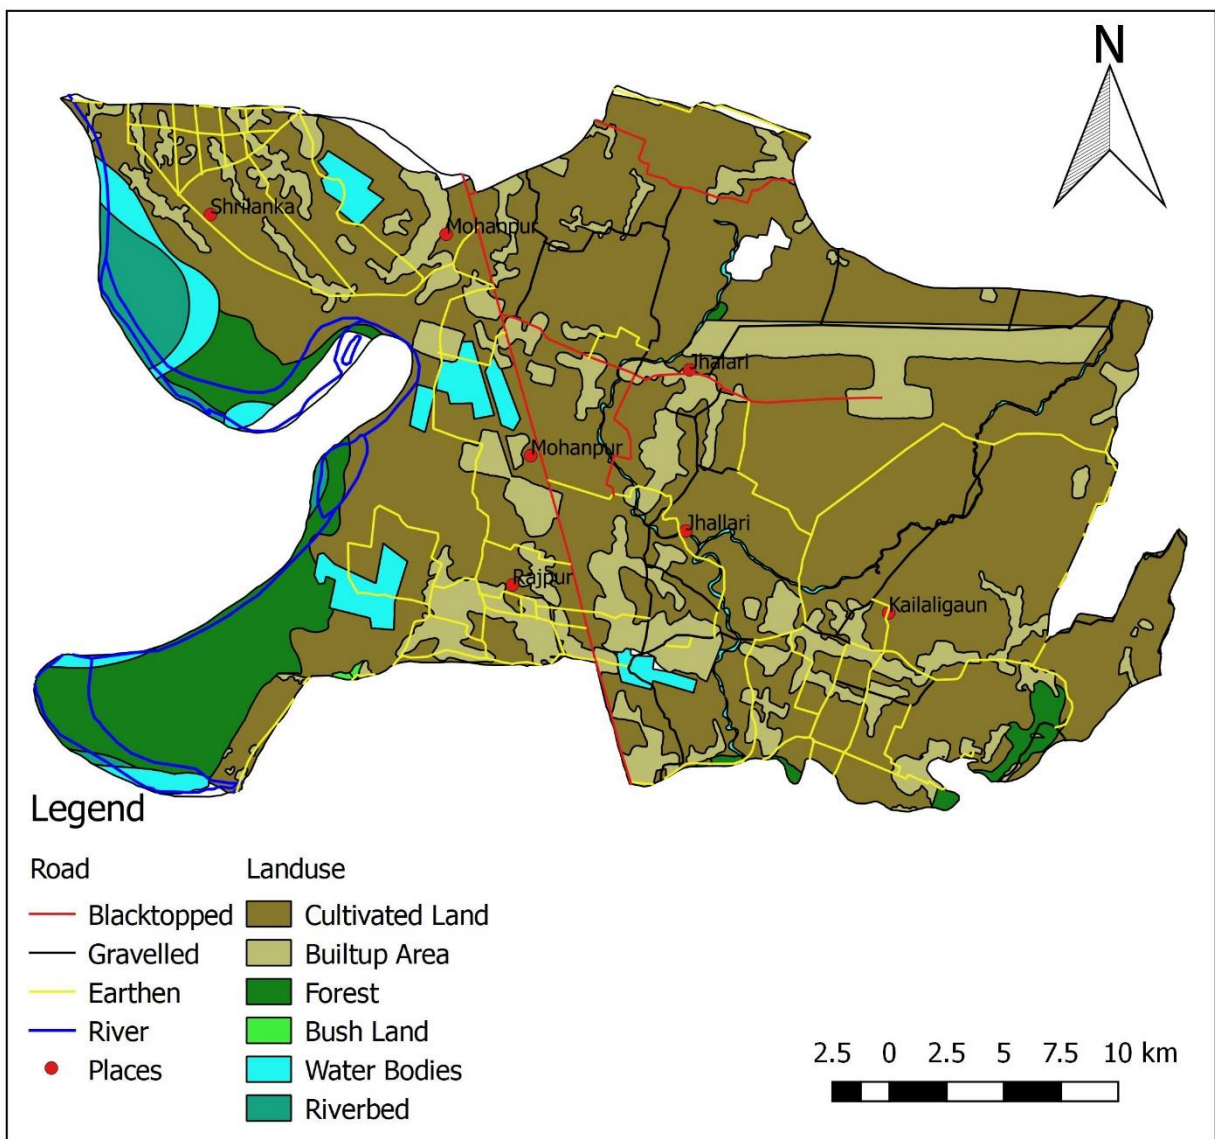 N
Shrilanka
Mohanpur
Jhalari
Mohanpur
Jhallari
Rajpur
Kailaligaun
Legend
Road
Blacktopped
Gravelled
Earthen
River
Places
Landuse
Cultivated Land
Builtup Area
Forest
Bush Land
Water Bodies
Riverbed
2.5 0 2.5 5 7.5 10 km